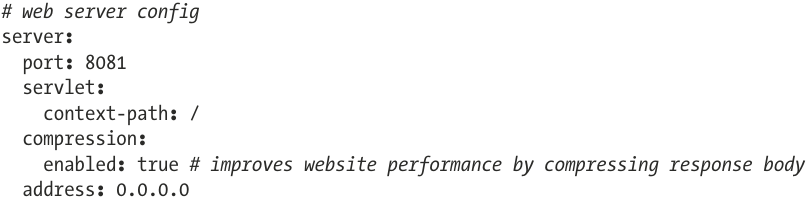 # web server config
server:
  port: 8081
  servlet:
    context-path: /
  compression:
    enabled: true # improves website performance by compressing response body
  address: 0.0.0.0